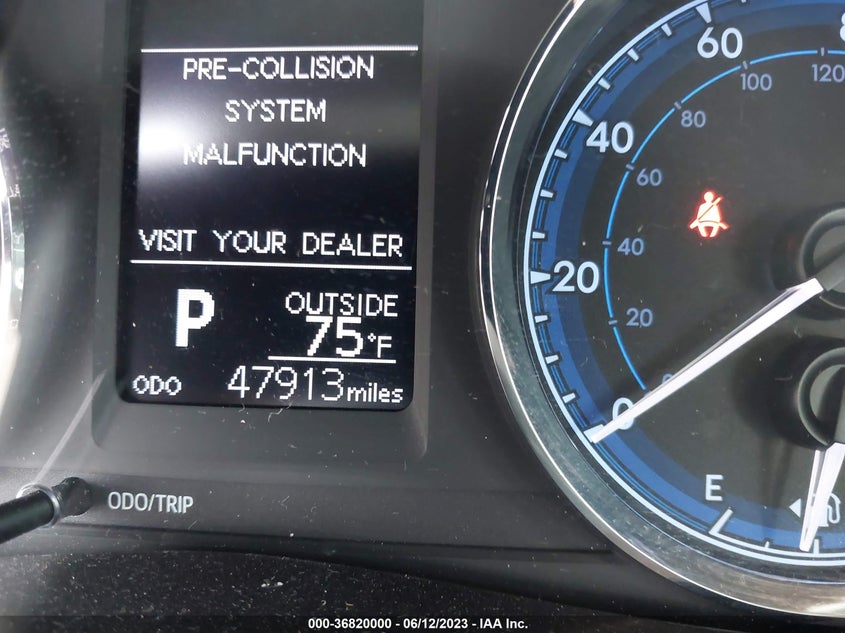 PRE-COLLISION
SYSTEM
MALFUNCTION
VISIT YOUR DEALER
P
OUTSIDE
75°F
ODO 47913 miles
ODO/TRIP
60
40
20
0
100
120
80
60
40
20
E
000-36820000 - 06/12/2023 - IAA Inc.